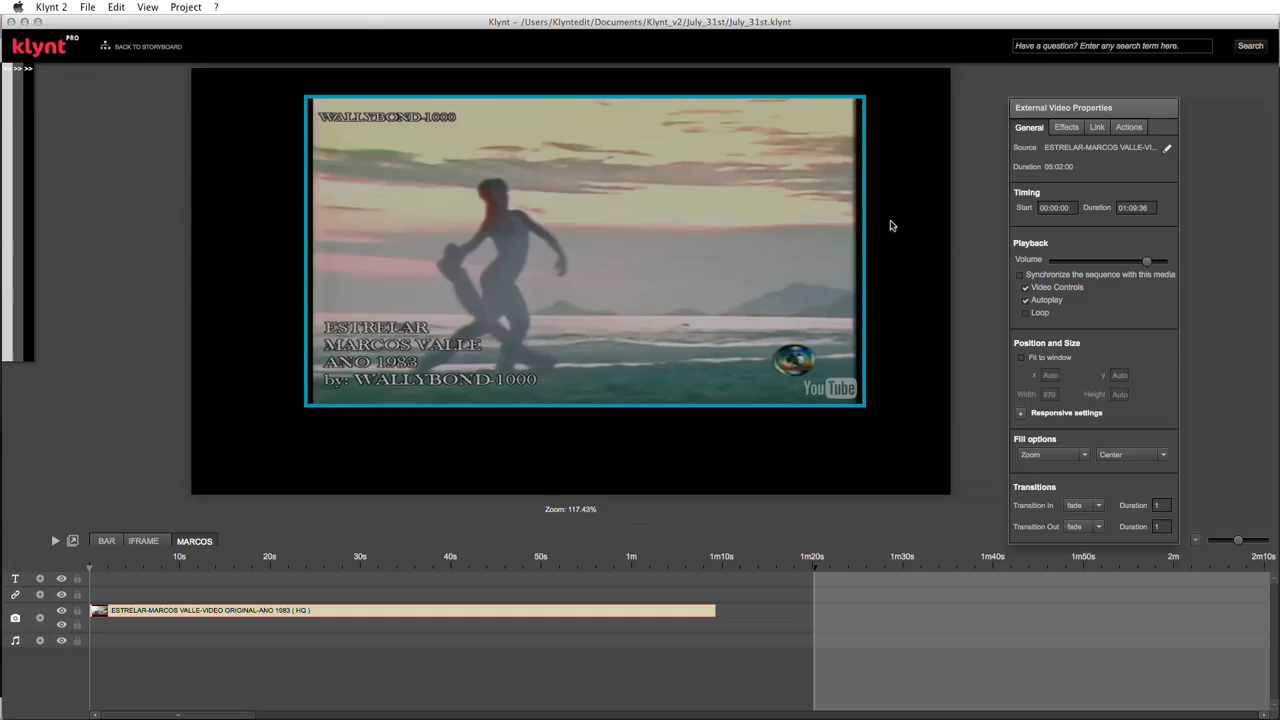 Klynt 2 File Edit View Project ?
Klynt – /Users/Klyntedit/Documents/Klynt_v2/July_31st/July_31st.klynt
klynt PRO
BACK TO STORYBOARD
Have a question? Enter any search term here.
Search
>> >> >>
WALLYBOND-1000
ESTRELAR
MARCOS VALLE
ANO 1983
by: WALLYBOND-1000
YouTube
External Video Properties
General Effects Link Actions
Source ESTRELAR-MARCOS VALLE-VI...
Duration 05:02:00
Timing
Start 00:00:00 Duration 01:09:36
Playback
Volume
Synchronize the sequence with this media
Video Controls
Autoplay
Loop
Position and Size
Fit to window
x Auto y Auto
Width 870 Height Auto
+ Responsive settings
Fill options
Zoom Center
Transitions
Transition In fade Duration 1
Transition Out fade Duration 1
Zoom: 117.43%
BAR IFRAME MARCOS
10s 20s 30s 40s 50s 1m 1m10s 1m20s 1m30s 1m40s 1m50s 2m 2m10s
T
ESTRELAR-MARCOS VALLE-VIDEO ORIGINAL-ANO 1983 ( HQ )